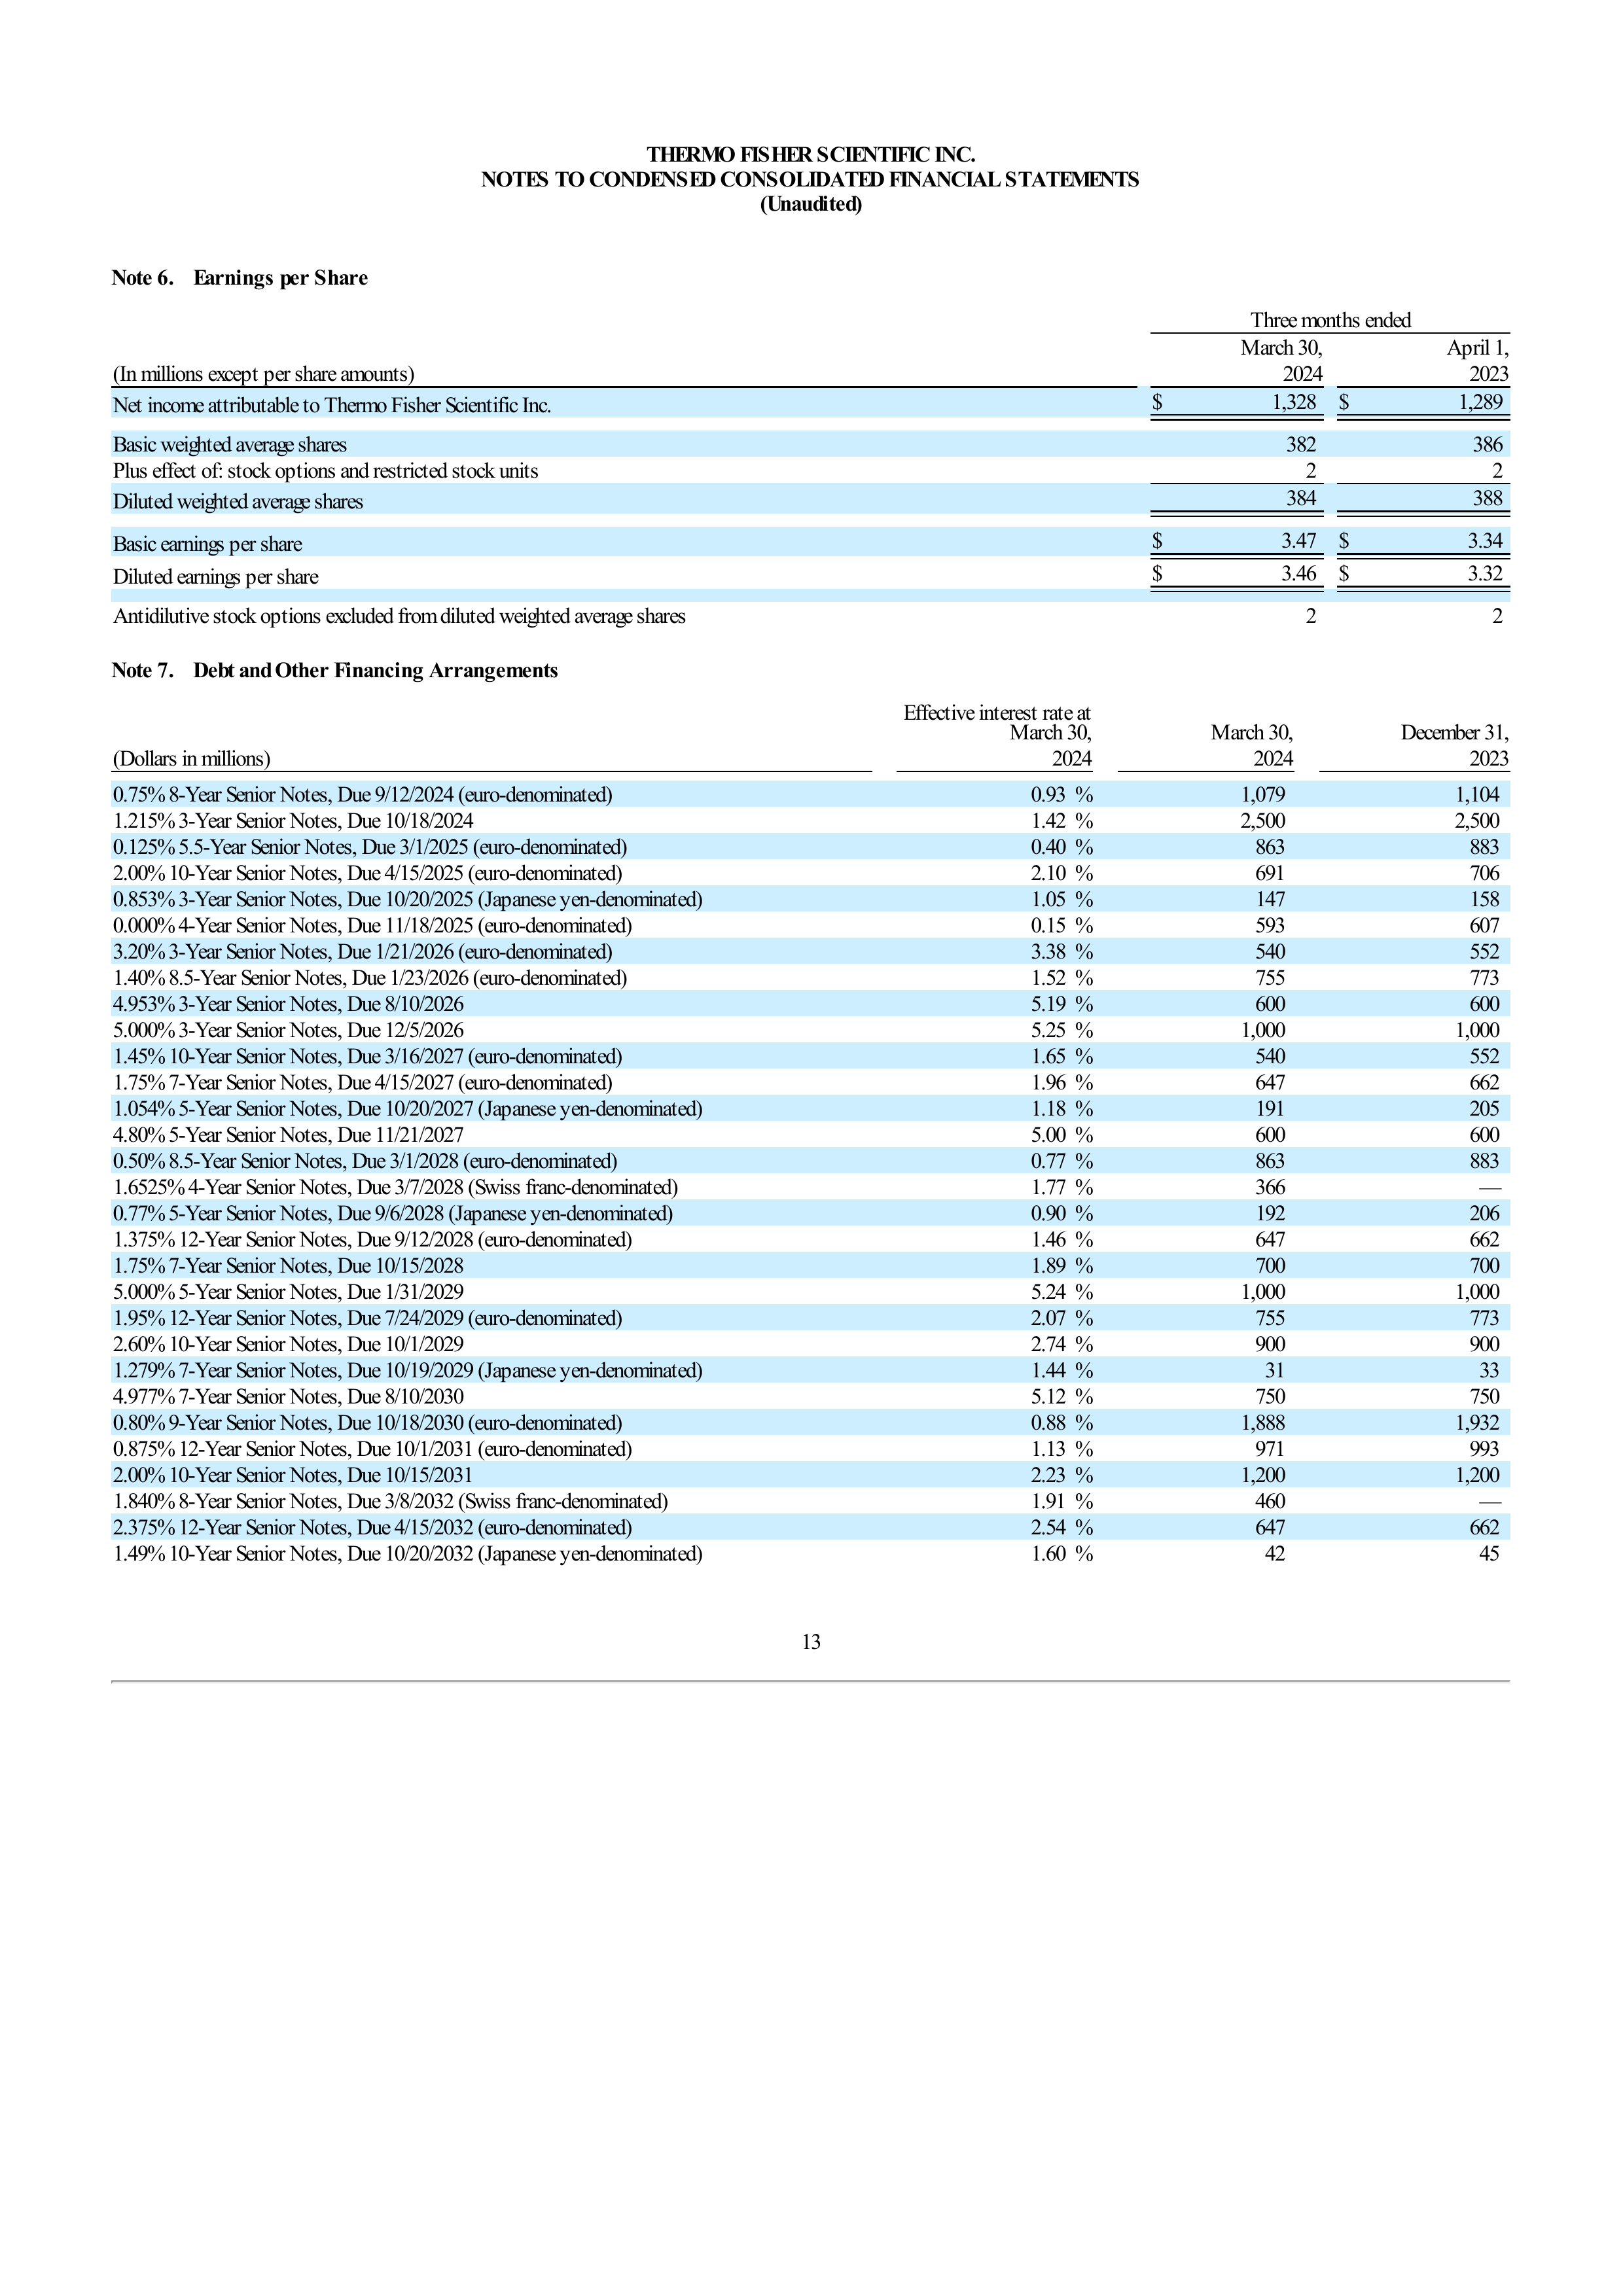 THERMO FISHER SCIENTIFIC INC.
NOTES TO CONDENSED CONSOLIDATED FINANCIAL STATEMENTS
(Unaudited)
Note 6. Earnings per Share
Three months ended
(In millions except per share amounts) March 30, 2024 April 1, 2023
Net income attributable to Thermo Fisher Scientific Inc. $ 1,328 $ 1,289
Basic weighted average shares 382 386
Plus effect of: stock options and restricted stock units 2 2
Diluted weighted average shares 384 388
Basic earnings per share $ 3.47 $ 3.34
Diluted earnings per share $ 3.46 $ 3.32
Antidilutive stock options excluded from diluted weighted average shares 2 2
Note 7. Debt and Other Financing Arrangements
Effective interest rate at
March 30, March 30, December 31,
(Dollars in millions) 2024 2024 2023
0.75% 8-Year Senior Notes, Due 9/12/2024 (euro-denominated) 0.93 % 1,079 1,104
1.215% 3-Year Senior Notes, Due 10/18/2024 1.42 % 2,500 2,500
0.125% 5.5-Year Senior Notes, Due 3/1/2025 (euro-denominated) 0.40 % 863 883
2.00% 10-Year Senior Notes, Due 4/15/2025 (euro-denominated) 2.10 % 691 706
0.853% 3-Year Senior Notes, Due 10/20/2025 (Japanese yen-denominated) 1.05 % 147 158
0.000% 4-Year Senior Notes, Due 11/18/2025 (euro-denominated) 0.15 % 593 607
3.20% 3-Year Senior Notes, Due 1/21/2026 (euro-denominated) 3.38 % 540 552
1.40% 8.5-Year Senior Notes, Due 1/23/2026 (euro-denominated) 1.52 % 755 773
4.953% 3-Year Senior Notes, Due 8/10/2026 5.19 % 600 600
5.000% 3-Year Senior Notes, Due 12/5/2026 5.25 % 1,000 1,000
1.45% 10-Year Senior Notes, Due 3/16/2027 (euro-denominated) 1.65 % 540 552
1.75% 7-Year Senior Notes, Due 4/15/2027 (euro-denominated) 1.96 % 647 662
1.054% 5-Year Senior Notes, Due 10/20/2027 (Japanese yen-denominated) 1.18 % 191 205
4.80% 5-Year Senior Notes, Due 11/21/2027 5.00 % 600 600
0.50% 8.5-Year Senior Notes, Due 3/1/2028 (euro-denominated) 0.77 % 863 883
1.6525% 4-Year Senior Notes, Due 3/7/2028 (Swiss franc-denominated) 1.77 % 366 —
0.77% 5-Year Senior Notes, Due 9/6/2028 (Japanese yen-denominated) 0.90 % 192 206
1.375% 12-Year Senior Notes, Due 9/12/2028 (euro-denominated) 1.46 % 647 662
1.75% 7-Year Senior Notes, Due 10/15/2028 1.89 % 700 700
5.000% 5-Year Senior Notes, Due 1/31/2029 5.24 % 1,000 1,000
1.95% 12-Year Senior Notes, Due 7/24/2029 (euro-denominated) 2.07 % 755 773
2.60% 10-Year Senior Notes, Due 10/1/2029 2.74 % 900 900
1.279% 7-Year Senior Notes, Due 10/19/2029 (Japanese yen-denominated) 1.44 % 31 33
4.977% 7-Year Senior Notes, Due 8/10/2030 5.12 % 750 750
0.80% 9-Year Senior Notes, Due 10/18/2030 (euro-denominated) 0.88 % 1,888 1,932
0.875% 12-Year Senior Notes, Due 10/1/2031 (euro-denominated) 1.13 % 971 993
2.00% 10-Year Senior Notes, Due 10/15/2031 2.23 % 1,200 1,200
1.840% 8-Year Senior Notes, Due 3/8/2032 (Swiss franc-denominated) 1.91 % 460 —
2.375% 12-Year Senior Notes, Due 4/15/2032 (euro-denominated) 2.54 % 647 662
1.49% 10-Year Senior Notes, Due 10/20/2032 (Japanese yen-denominated) 1.60 % 42 45
13